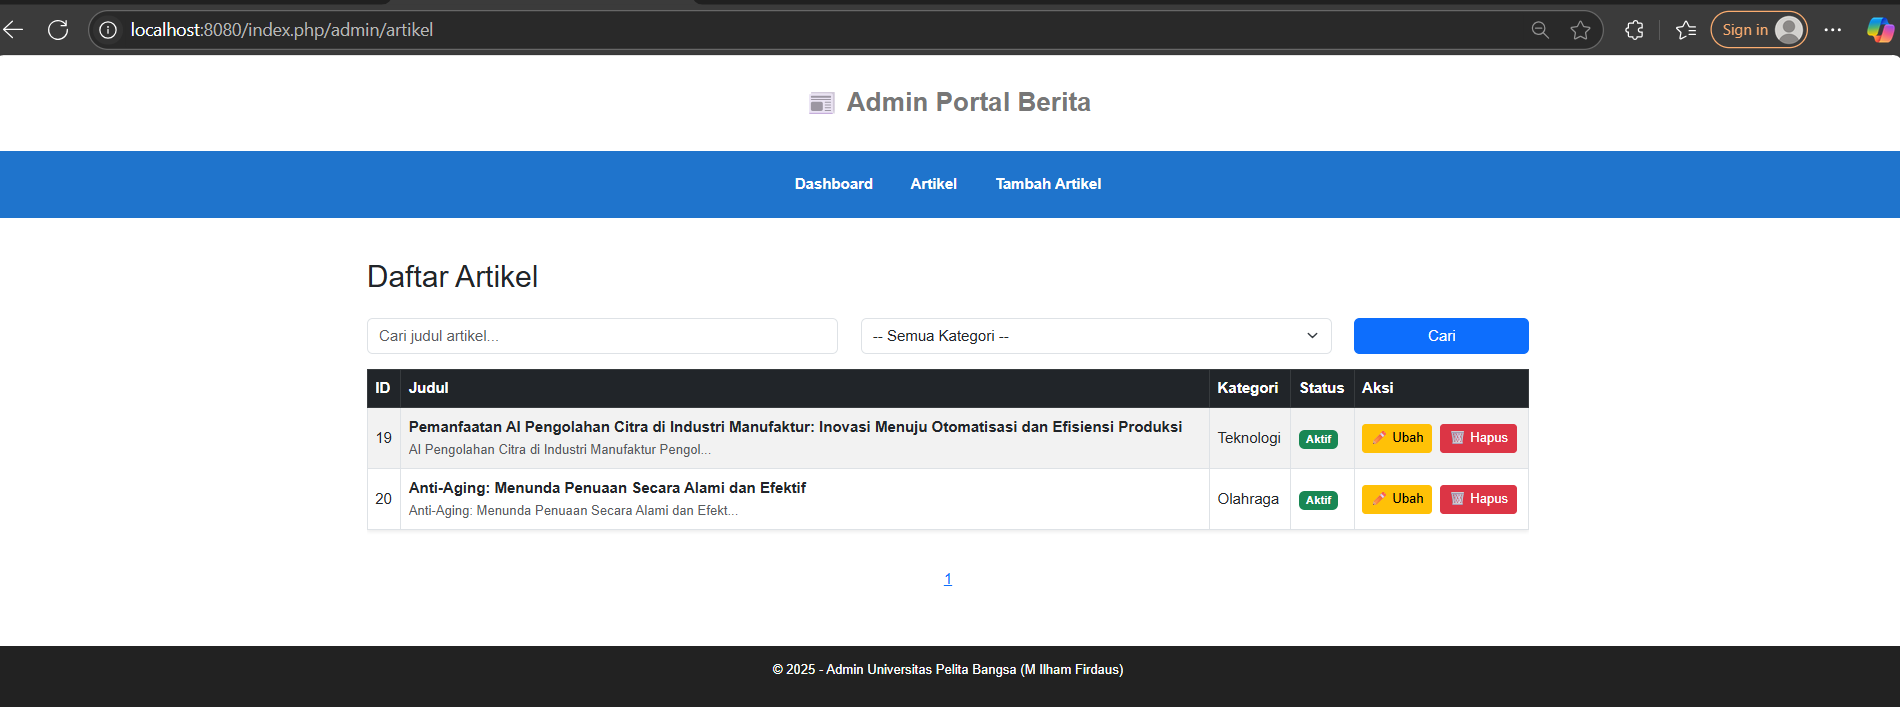 localhost:8080/index.php/admin/artikel
Sign in
Admin Portal Berita
Dashboard Artikel Tambah Artikel
Daftar Artikel
Cari judul artikel... -- Semua Kategori -- Cari
ID Judul Kategori Status Aksi
19 Pemanfaatan AI Pengolahan Citra di Industri Manufaktur: Inovasi Menuju Otomatisasi dan Efisiensi Produksi Teknologi Aktif Ubah Hapus
AI Pengolahan Citra di Industri Manufaktur Pengol...
20 Anti-Aging: Menunda Penuaan Secara Alami dan Efektif Olahraga Aktif Ubah Hapus
Anti-Aging: Menunda Penuaan Secara Alami dan Efekt...
1
© 2025 - Admin Universitas Pelita Bangsa (M Ilham Firdaus)